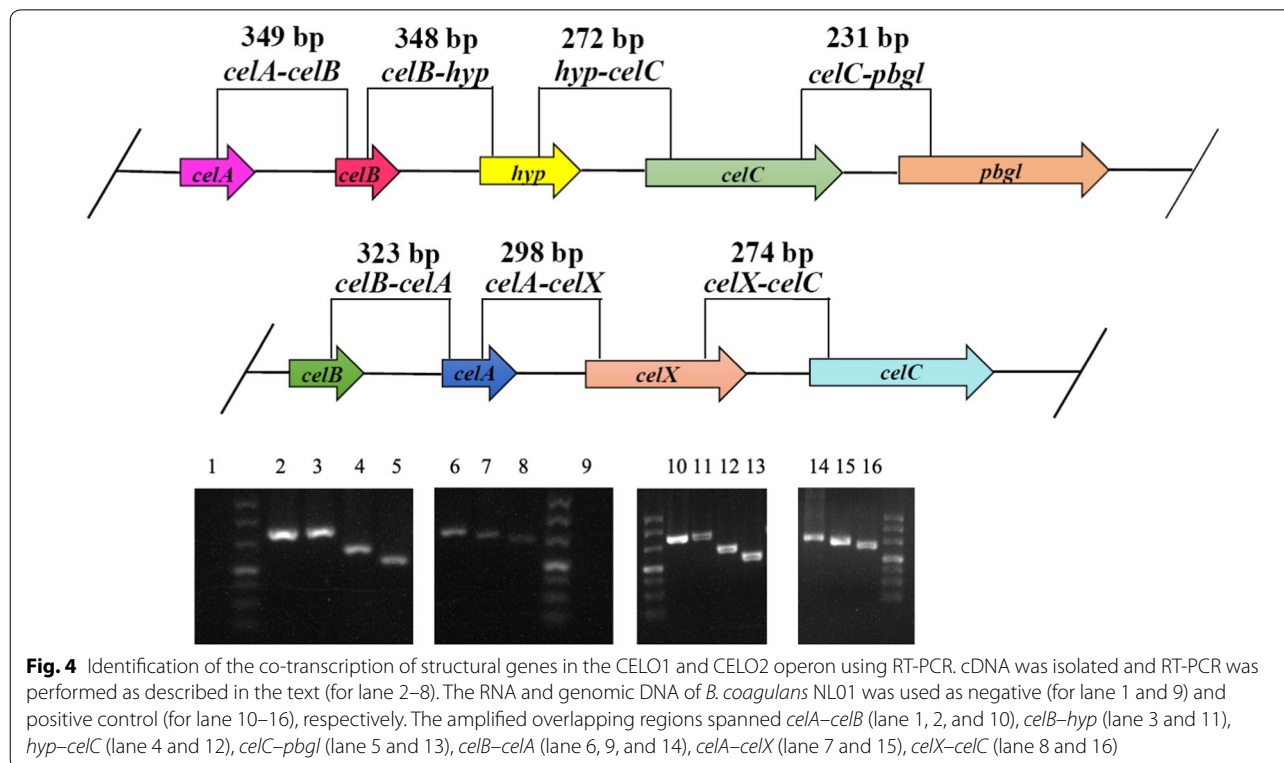 349 bp 348 bp 272 bp 231 bp
celA-celB celB-hyp hyp-celC celC-pbgl
celA celB hyp celC pbgl
323 bp 298 bp 274 bp
celB-celA celA-celX celX-celC
celB celA celX celC
1 2 3 4 5 6 7 8 9 10 11 12 13 14 15 16
Fig. 4 Identification of the co-transcription of structural genes in the CELO1 and CELO2 operon using RT-PCR. cDNA was isolated and RT-PCR was
performed as described in the text (for lane 2–8). The RNA and genomic DNA of B. coagulans NL01 was used as negative (for lane 1 and 9) and
positive control (for lane 10–16), respectively. The amplified overlapping regions spanned celA–celB (lane 1, 2, and 10), celB–hyp (lane 3 and 11),
hyp–celC (lane 4 and 12), celC–pbgl (lane 5 and 13), celB–celA (lane 6, 9, and 14), celA–celX (lane 7 and 15), celX–celC (lane 8 and 16)